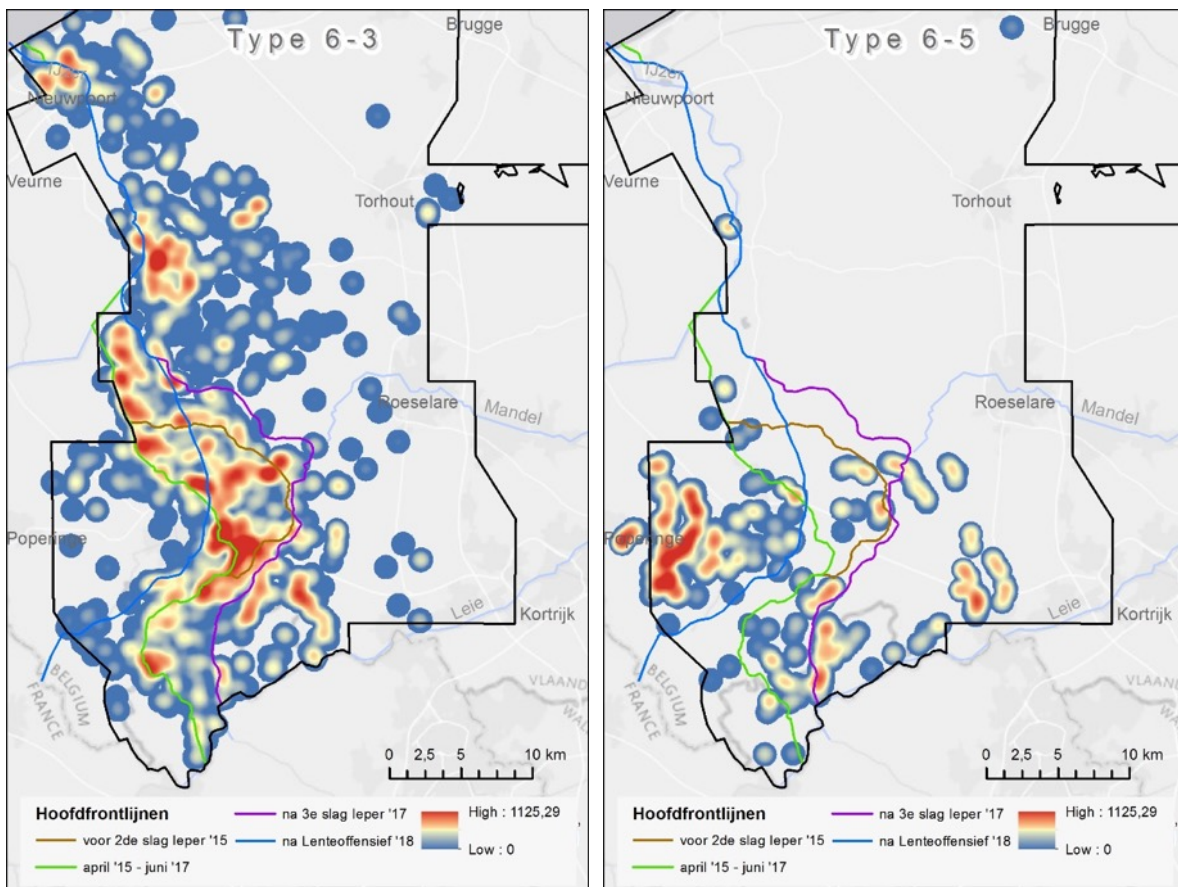 Type 6-3
Brugge
IJzer
Nieuwpoort
Veurne
Torhout
Roeselare
Mandel
Poperinge
Leie
Kortrijk
BELGIUM
FRANCE
VLAAND
WA
0 2,5 5 10 km
Hoofdfrontlijnen
voor 2de slag Ieper '15
april '15 - juni '17
na 3e slag Ieper '17
na Lenteoffensief '18
High : 1125,29
Low : 0
Type 6-5
Brugge
IJzer
Nieuwpoort
Veurne
Torhout
Roeselare
Mandel
Poperinge
Leie
Kortrijk
BELGIUM
FRANCE
VLAAND
WA
0 2,5 5 10 km
Hoofdfrontlijnen
voor 2de slag Ieper '15
april '15 - juni '17
na 3e slag Ieper '17
na Lenteoffensief '18
High : 1125,29
Low : 0